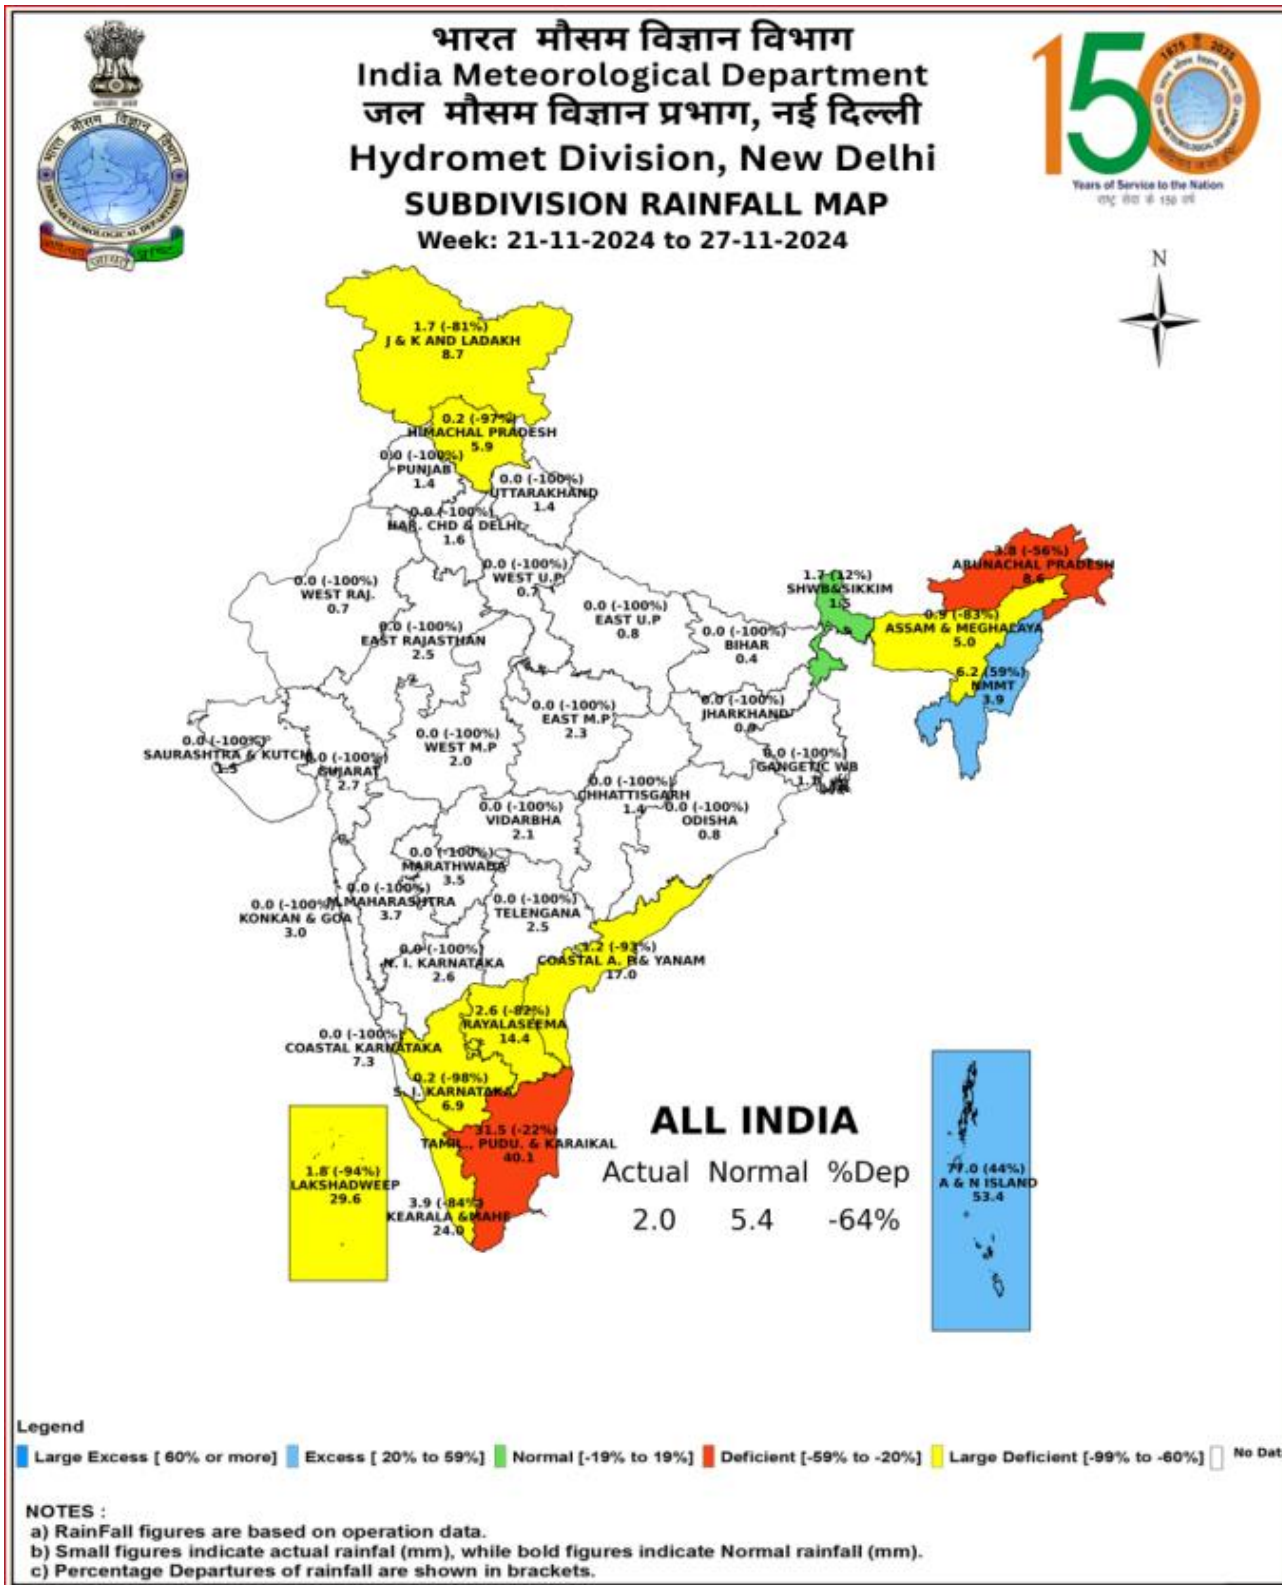 भारत मौसम विज्ञान विभाग
India Meteorological Department
जल मौसम विज्ञान प्रभाग, नई दिल्ली
Hydromet Division, New Delhi
SUBDIVISION RAINFALL MAP
Week: 21-11-2024 to 27-11-2024
भारत मौसम विज्ञान विभाग
INDIA METEOROLOGICAL DEPARTMENT
150
1875 2025
Years of Service to the Nation
राष्ट्र सेवा के 150 वर्ष
N
1.7 (-81%)
J & K AND LADAKH
8.7
0.2 (-97%)
HIMACHAL PRADESH
5.9
0.0 (-100%)
PUNJAB
1.4
0.0 (-100%)
UTTARAKHAND
1.4
0.0 (-100%)
HAR. CHD & DELHI
1.6
0.0 (-100%)
WEST RAJ.
0.7
0.0 (-100%)
WEST U.P
0.7
0.0 (-100%)
EAST U.P
0.8
0.0 (-100%)
EAST RAJASTHAN
2.5
0.0 (-100%)
BIHAR
0.4
1.7 (12%)
SHWB&SIKKIM
1.5
3.8 (-56%)
ARUNACHAL PRADESH
8.6
0.9 (-83%)
ASSAM & MEGHALAYA
5.0
6.2 (59%)
NMMT
3.9
0.0 (-100%)
JHARKHAND
0.0 (-100%)
EAST M.P
2.3
0.0 (-100%)
WEST M.P
2.0
0.0 (-100%)
SAURASHTRA & KUTCH
1.5
0.0 (-100%)
GUJARAT
2.7
0.0 (-100%)
GANGETIC WB
0.0 (-100%)
CHHATTISGARH
1.4
0.0 (-100%)
ODISHA
0.8
0.0 (-100%)
VIDARBHA
2.1
0.0 (-100%)
MARATHWADA
3.5
0.0 (-100%)
M.MAHARASHTRA
3.7
0.0 (-100%)
KONKAN & GOA
3.0
0.0 (-100%)
TELENGANA
2.5
0.0 (-100%)
N. I. KARNATAKA
2.6
1.2 (-93%)
COASTAL A. P.& YANAM
17.0
2.6 (-82%)
RAYALASEEMA
14.4
0.0 (-100%)
COASTAL KARNATAKA
7.3
0.2 (-98%)
S. I. KARNATAKA
6.9
31.5 (-22%)
TAMIL., PUDU. & KARAIKAL
40.1
1.8 (-94%)
LAKSHADWEEP
29.6
3.9 (-84%)
KEARALA & MAHE
24.0
77.0 (44%)
A & N ISLAND
53.4
ALL INDIA
Actual Normal %Dep
2.0 5.4 -64%
Legend
Large Excess [ 60% or more] Excess [ 20% to 59%] Normal [-19% to 19%] Deficient [-59% to -20%] Large Deficient [-99% to -60%] No Dat
NOTES :
a) RainFall figures are based on operation data.
b) Small figures indicate actual rainfal (mm), while bold figures indicate Normal rainfall (mm).
c) Percentage Departures of rainfall are shown in brackets.